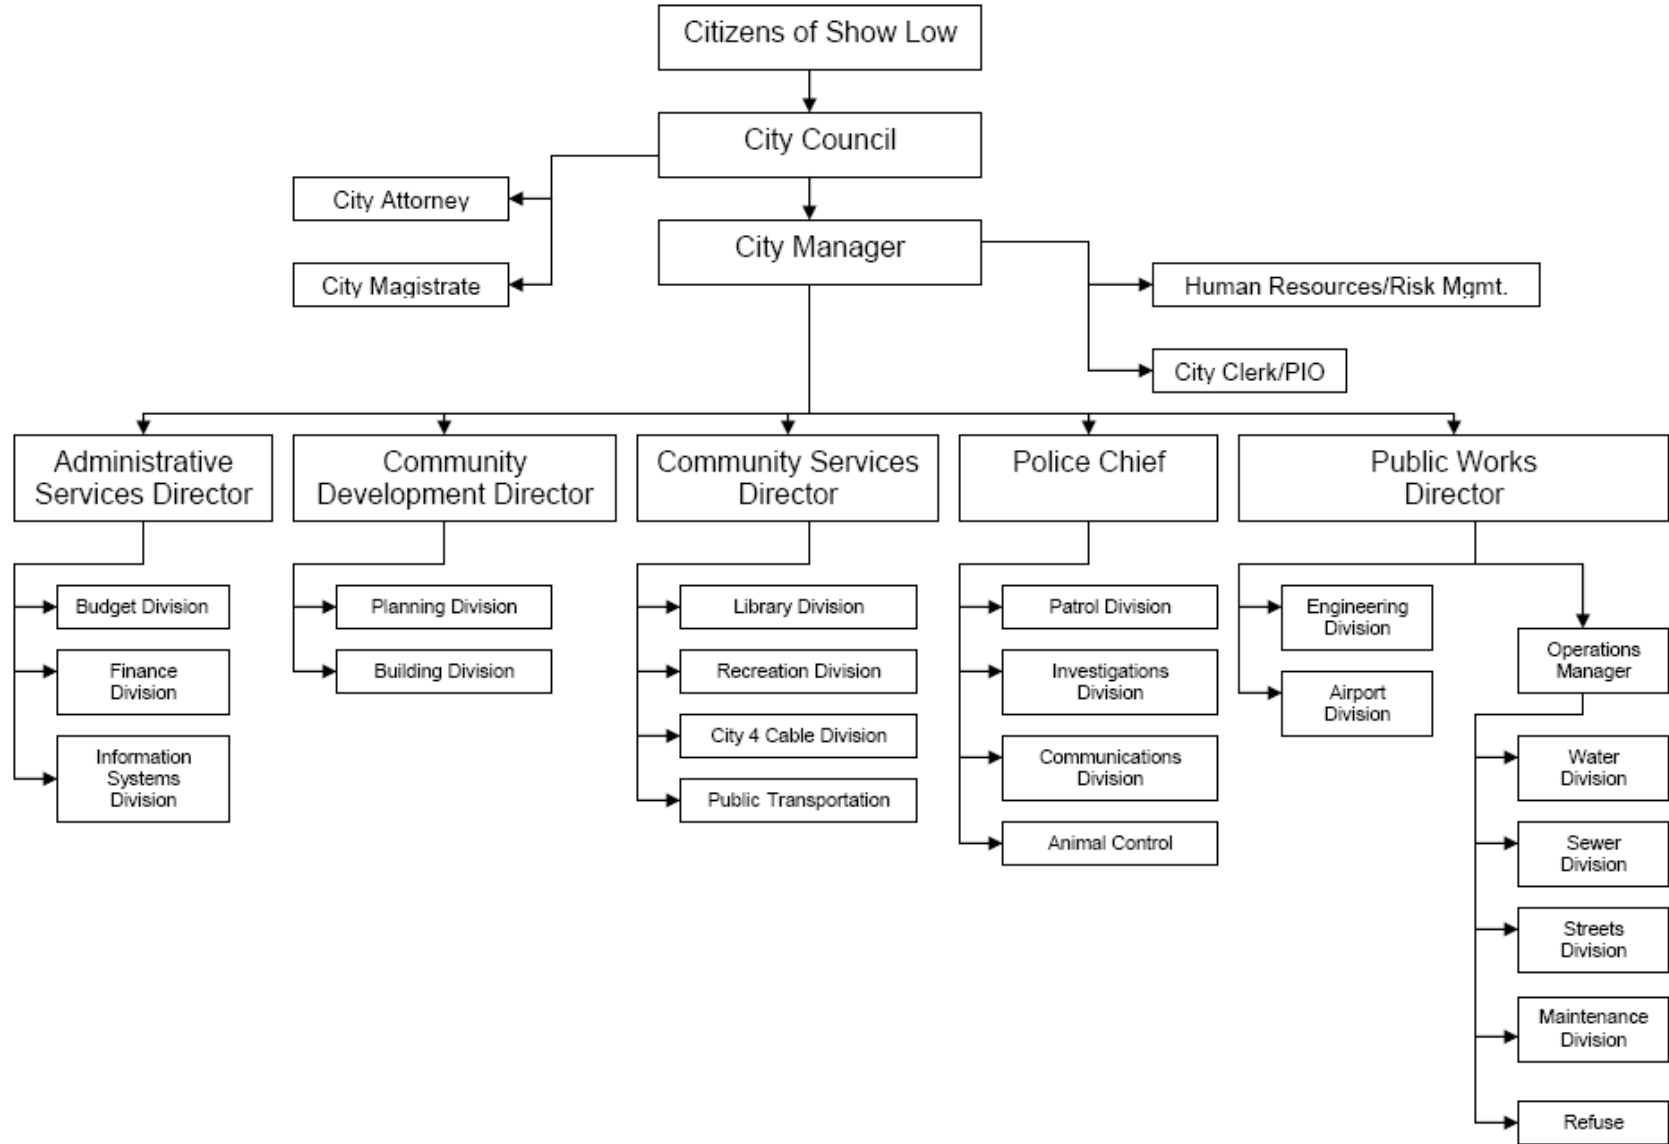 Citizens of Show Low
City Council
City Attorney
City Manager
City Magistrate
Human Resources/Risk Mgmt.
City Clerk/PIO
Administrative
Services Director
Community
Development Director
Community Services
Director
Police Chief
Public Works
Director
Budget Division
Finance
Division
Information
Systems
Division
Planning Division
Building Division
Library Division
Recreation Division
City 4 Cable Division
Public Transportation
Patrol Division
Investigations
Division
Communications
Division
Animal Control
Engineering
Division
Airport
Division
Operations
Manager
Water
Division
Sewer
Division
Streets
Division
Maintenance
Division
Refuse